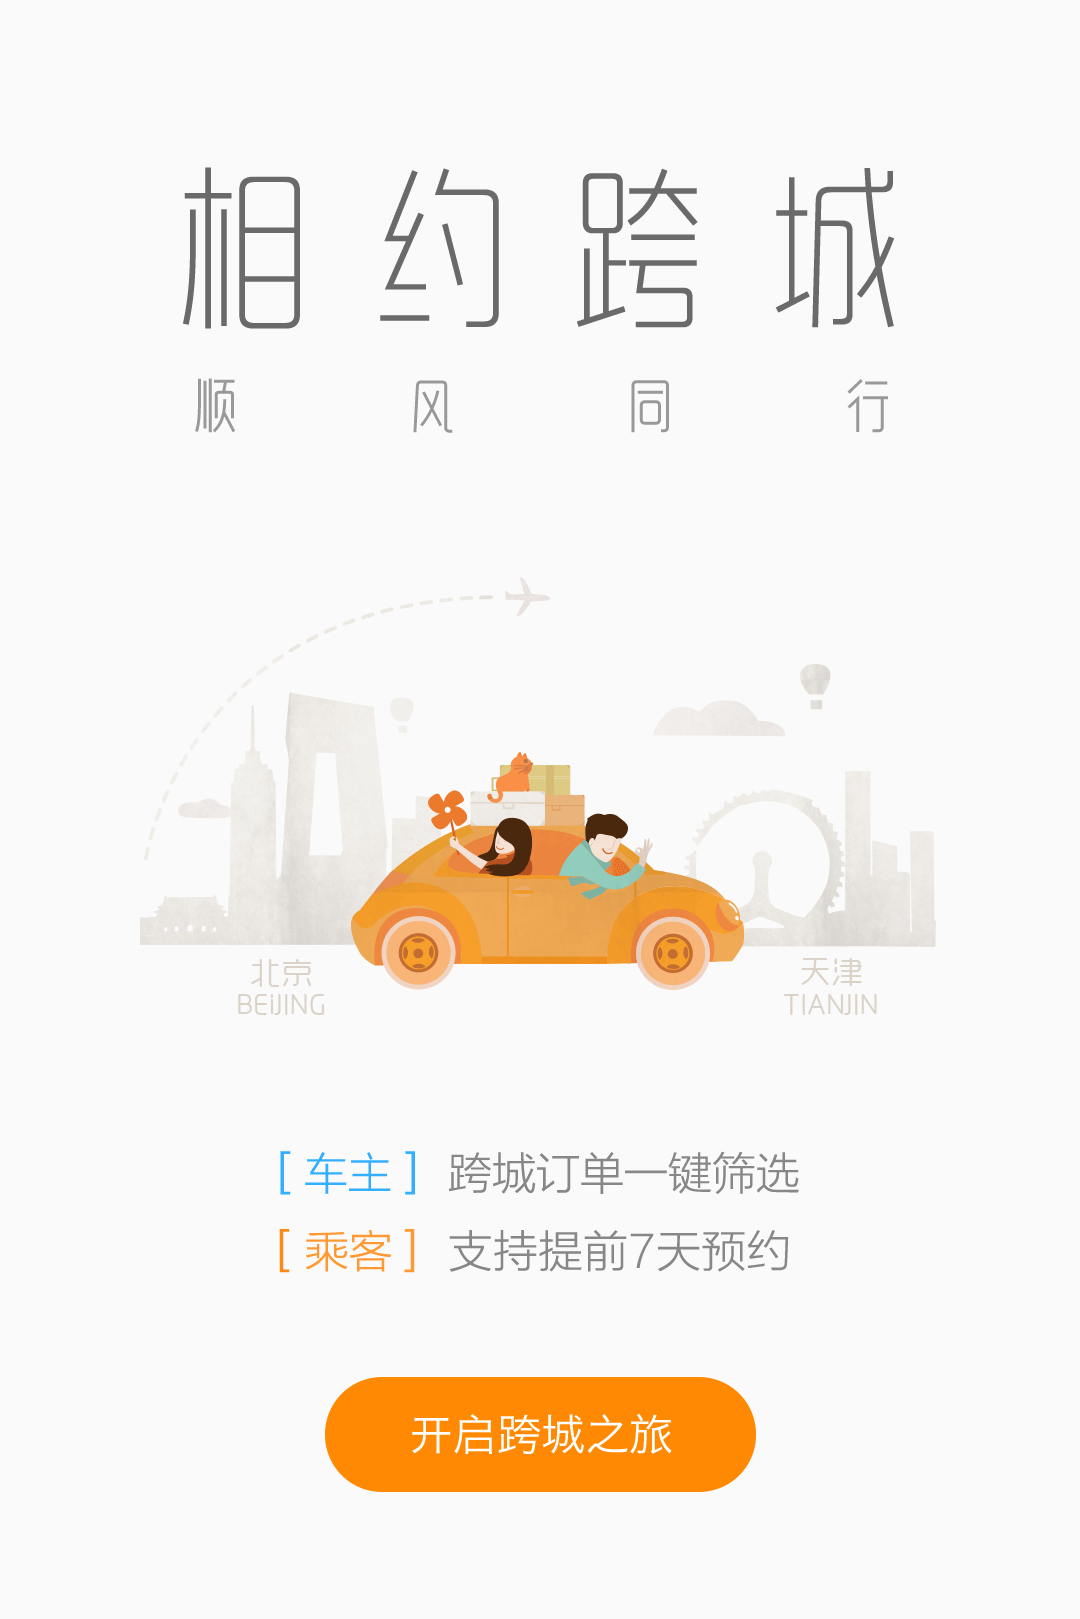 相约跨城
顺风同行
北京
BEIJING
天津
TIANJIN
[ 车主 ] 跨城订单一键筛选
[ 乘客 ] 支持提前7天预约
开启跨城之旅